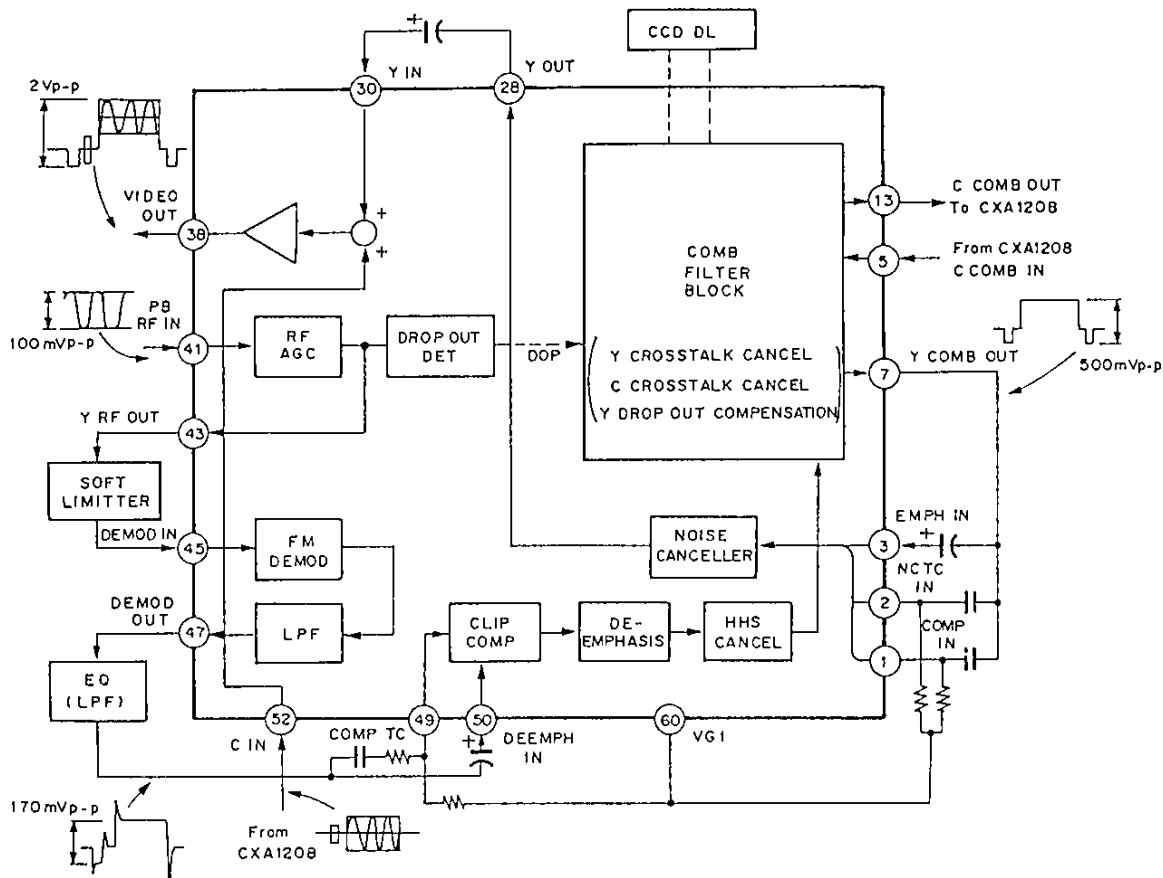 CCD DL
Y IN
Y OUT
30
28
2Vp-p
VIDEO
OUT
38
+
+
+
13
C COMB OUT
To CXA1208
5
From CXA1208
C COMB IN
COMB
FILTER
BLOCK
PB
RF IN
100mVp-p
41
RF
AGC
DROP OUT
DET
DOP
Y CROSSTALK CANCEL
C CROSSTALK CANCEL
Y DROP OUT COMPENSATION
7
Y COMB OUT
500mVp-p
Y RF OUT
43
SOFT
LIMITTER
DEMOD IN
45
FM
DEMOD
NOISE
CANCELLER
EMPH IN
3
+
NCTC
IN
2
COMP
IN
1
DEMOD
OUT
47
LPF
CLIP
COMP
DE-
EMPHASIS
HHS
CANCEL
EQ
(LPF)
52
C IN
49
COMP TC
50
+
DEEMPH
IN
60
VG1
170mVp-p
From
CXA1208